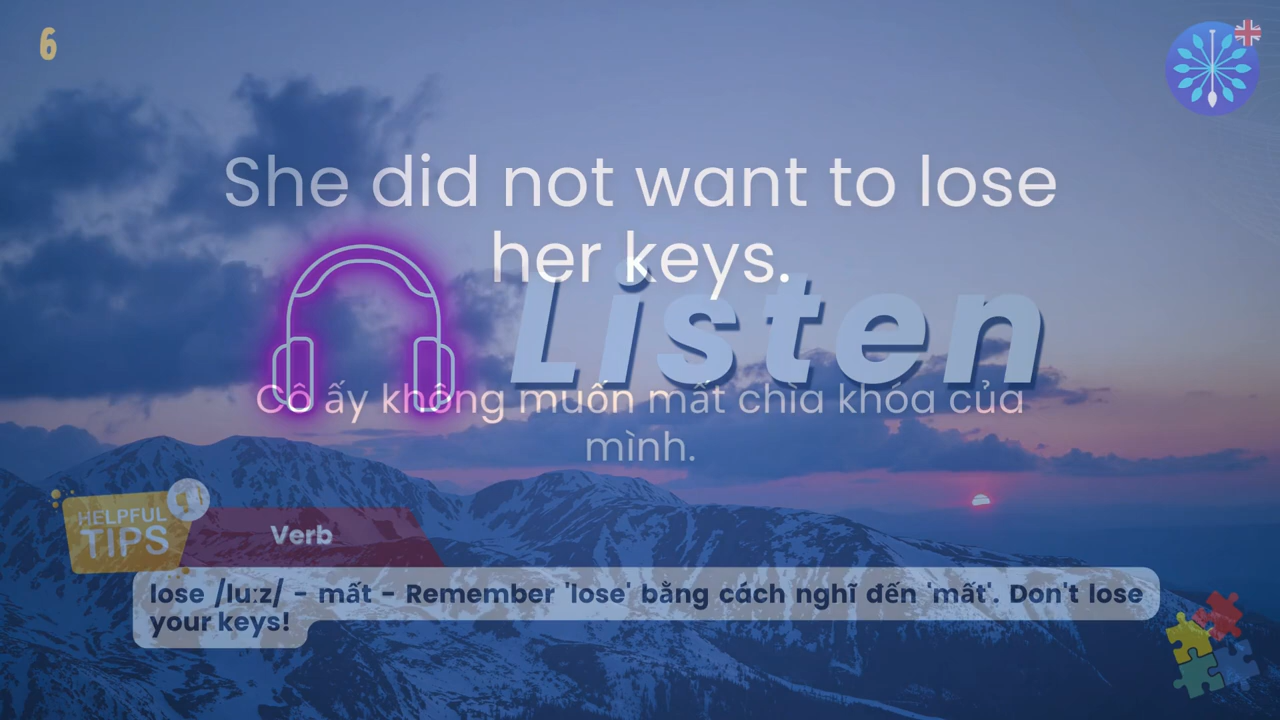 6
She did not want to lose
her keys.
Listen
Cô ấy không muốn mất chìa khóa của
mình.
HELPFUL
TIPS
Verb
lose /luːz/ - mất - Remember 'lose' bằng cách nghĩ đến 'mất'. Don't lose
your keys!